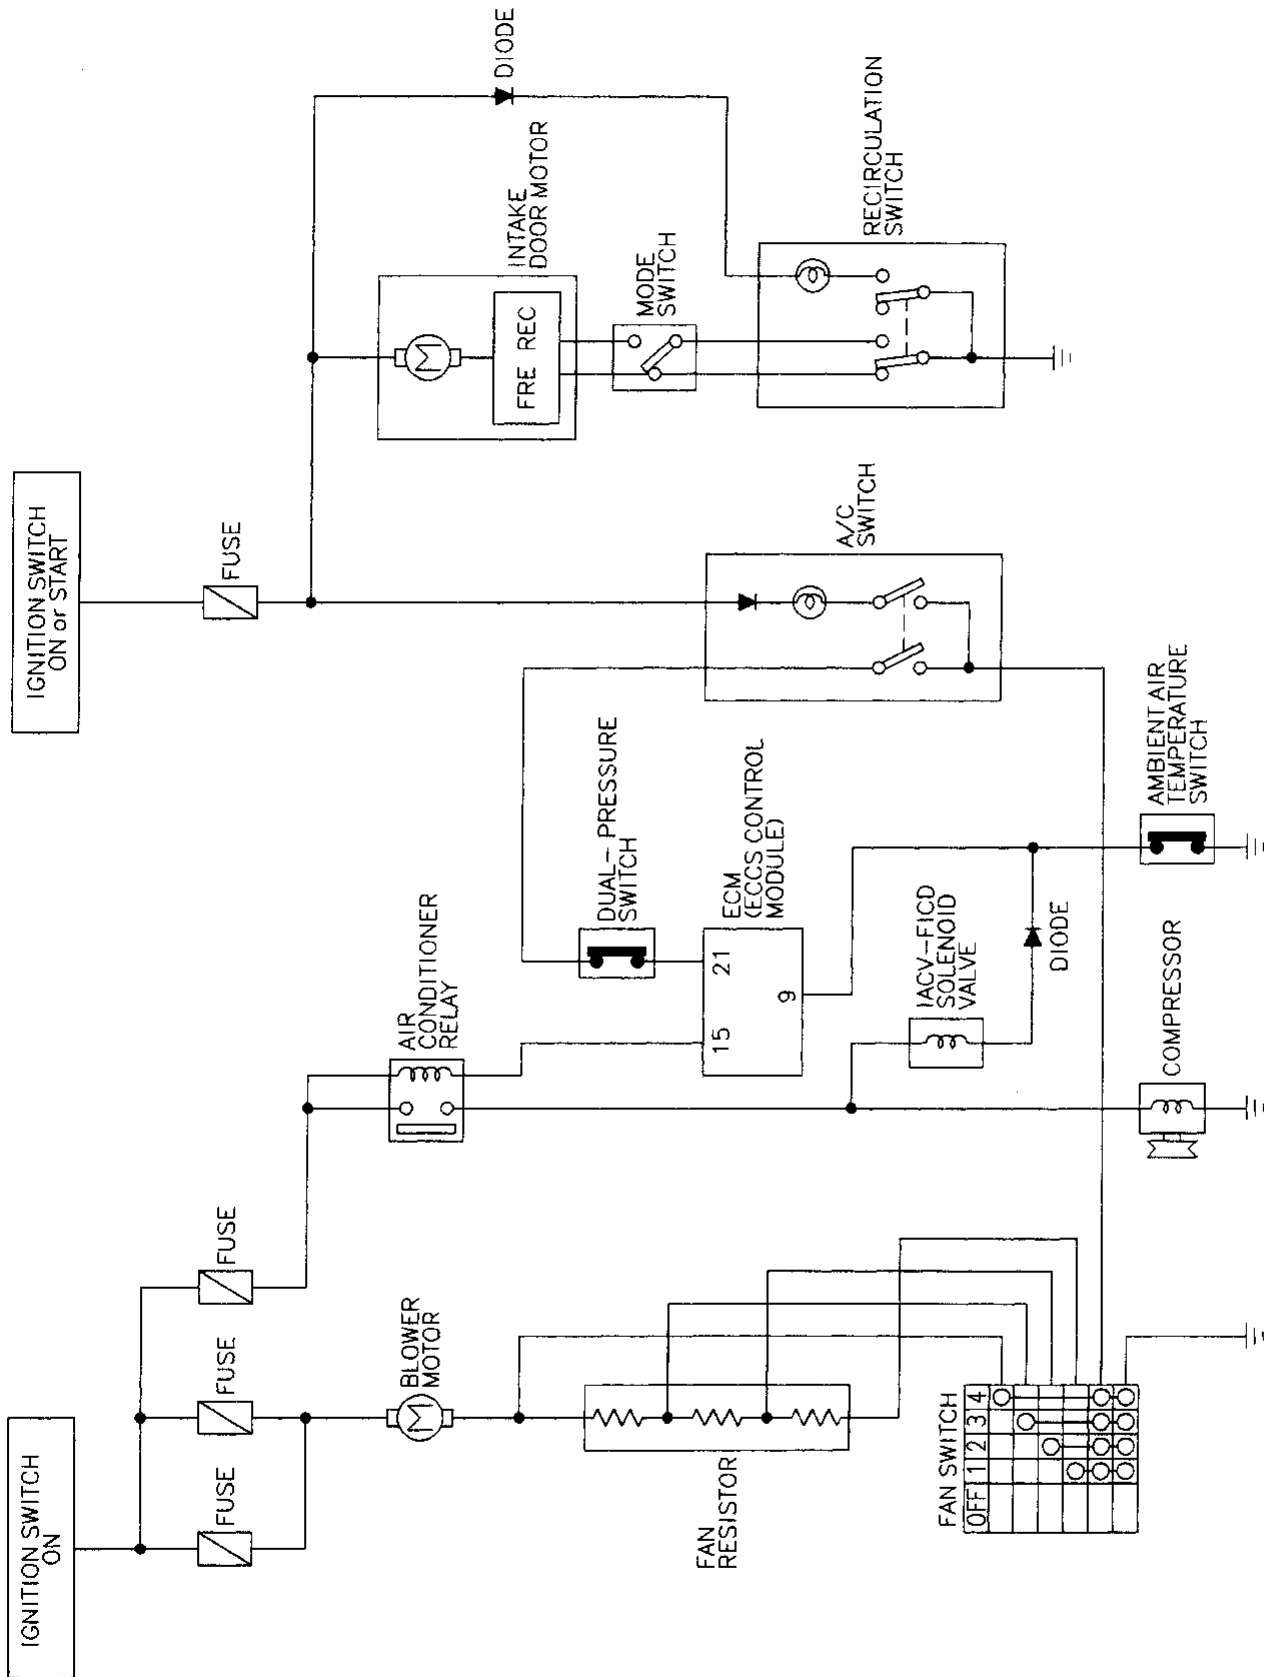 IGNITION SWITCH
ON
IGNITION SWITCH
ON or START
FUSE
FUSE
FUSE
FUSE
DIODE
BLOWER
MOTOR
AIR
CONDITIONER
RELAY
INTAKE
DOOR MOTOR
M
M
FRE REC
DUAL-PRESSURE
SWITCH
MODE
SWITCH
FAN
RESISTOR
ECM
(ECCS CONTROL
MODULE)
15
21
9
A/C
SWITCH
RECIRCULATION
SWITCH
IACV-FICD
SOLENOID
VALVE
DIODE
FAN SWITCH
OFF 1 2 3 4
COMPRESSOR
AMBIENT AIR
TEMPERATURE
SWITCH